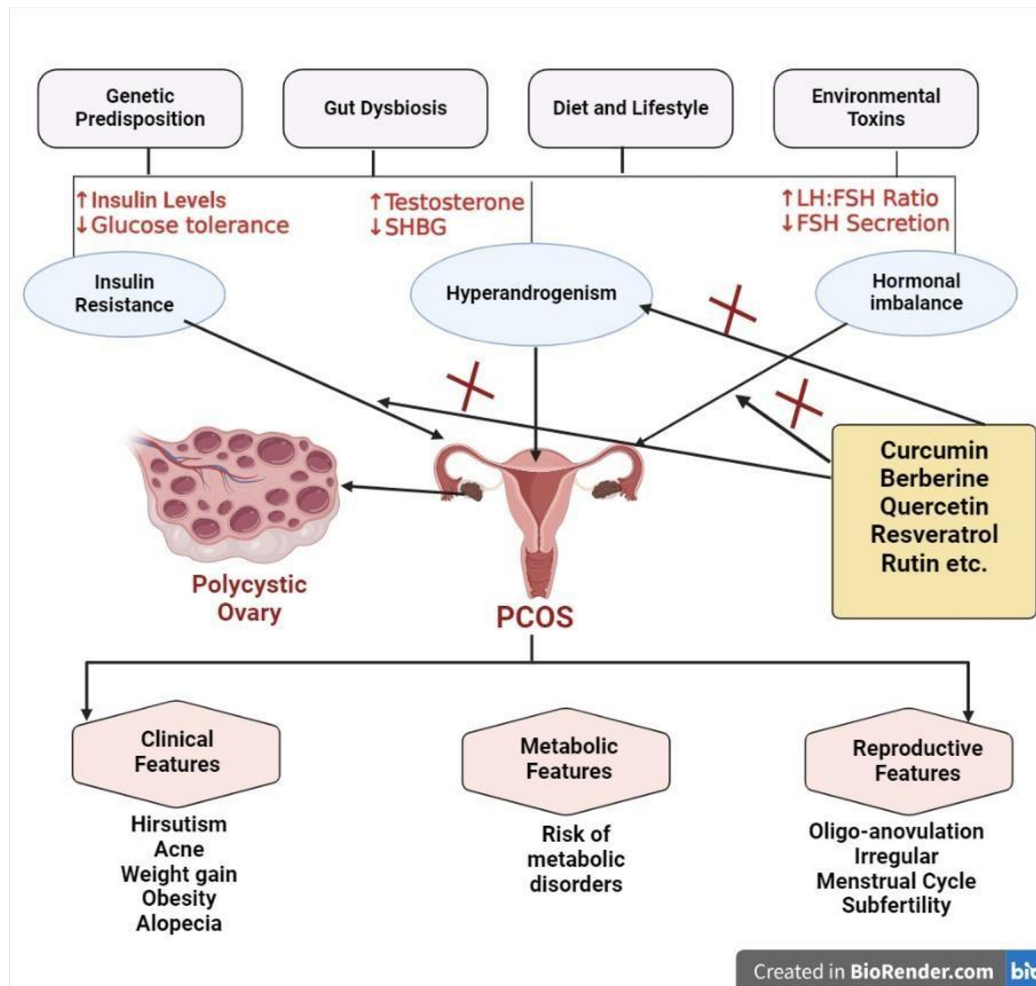 Genetic
Predisposition
Gut Dysbiosis
Diet and Lifestyle
Environmental
Toxins
↑Insulin Levels
↓Glucose tolerance
↑Testosterone
↓SHBG
↑LH:FSH Ratio
↓FSH Secretion
Insulin
Resistance
Hyperandrogenism
Hormonal
imbalance
Curcumin
Berberine
Quercetin
Resveratrol
Rutin etc.
Polycystic
Ovary
PCOS
Clinical
Features
Metabolic
Features
Reproductive
Features
Hirsutism
Acne
Weight gain
Obesity
Alopecia
Risk of
metabolic
disorders
Oligo-anovulation
Irregular
Menstrual Cycle
Subfertility
Created in BioRender.com